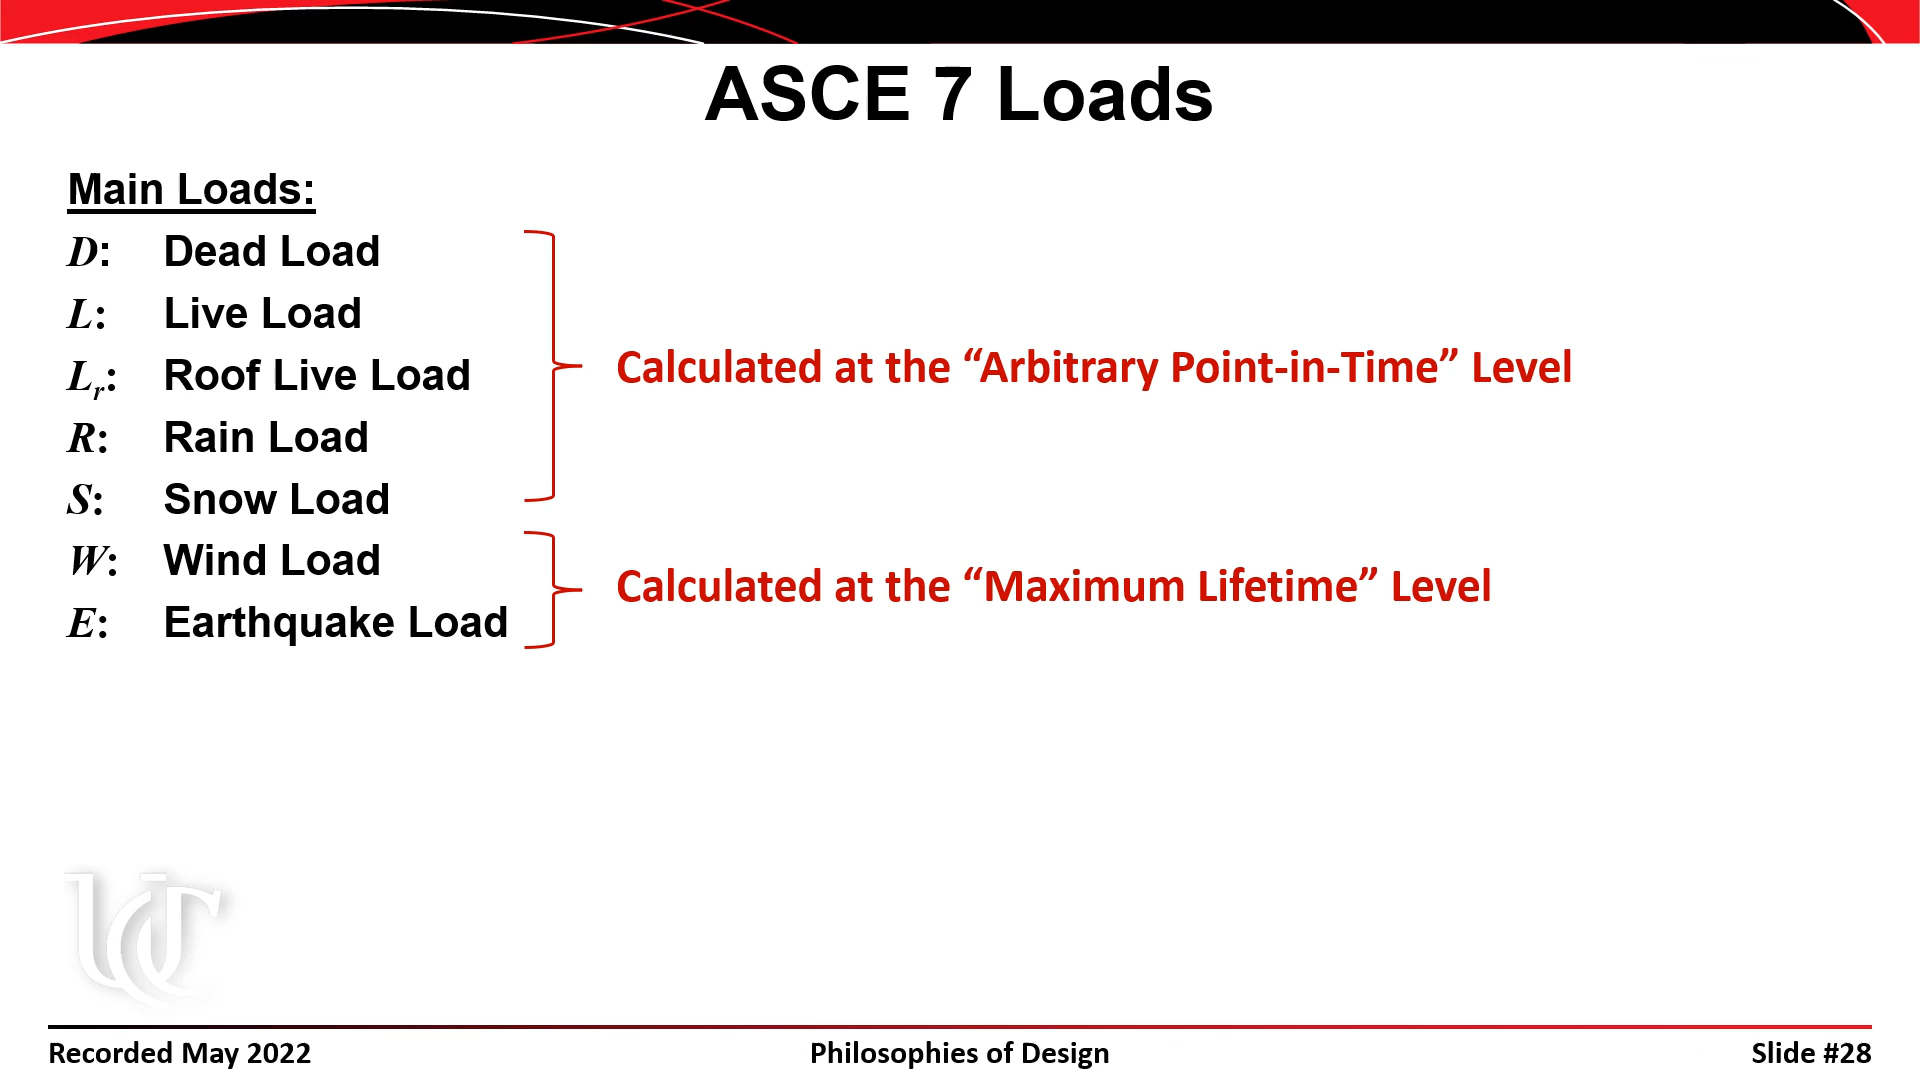 ASCE 7 Loads
Main Loads:
D: Dead Load
L: Live Load
Lr: Roof Live Load
R: Rain Load
S: Snow Load
Calculated at the “Arbitrary Point-in-Time” Level
W: Wind Load
E: Earthquake Load
Calculated at the “Maximum Lifetime” Level
UC
Recorded May 2022
Philosophies of Design
Slide #28